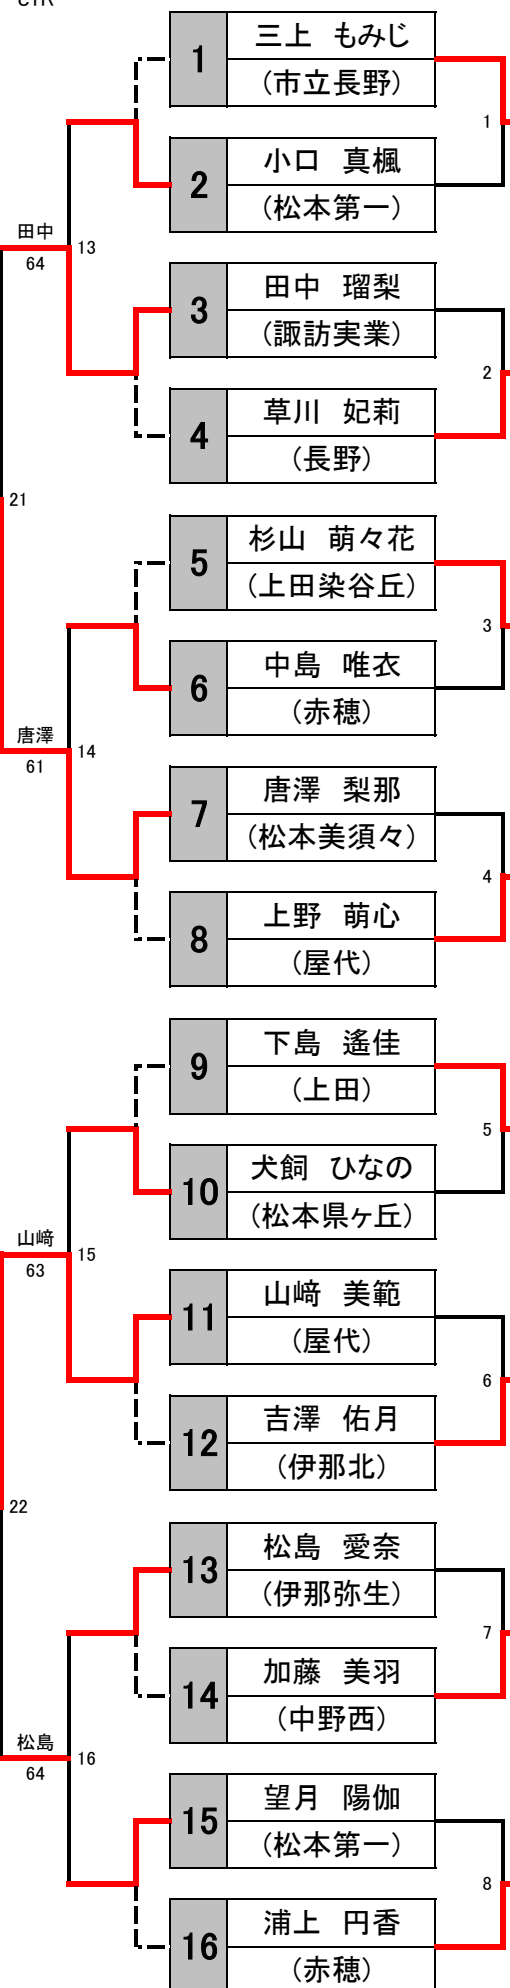 1
三上 もみじ
(市立長野)
1
2
小口 真楓
(松本第一)
田中
64
13
3
田中 瑠梨
(諏訪実業)
2
4
草川 妃莉
(長野)
21
5
杉山 萌々花
(上田染谷丘)
3
6
中島 唯衣
(赤穂)
唐澤
61
14
7
唐澤 梨那
(松本美須々)
4
8
上野 萌心
(屋代)
9
下島 遙佳
(上田)
5
10
犬飼 ひなの
(松本県ヶ丘)
山﨑
63
15
11
山﨑 美範
(屋代)
6
12
吉澤 佑月
(伊那北)
22
13
松島 愛奈
(伊那弥生)
7
14
加藤 美羽
(中野西)
松島
64
16
15
望月 陽伽
(松本第一)
8
16
浦上 円香
(赤穂)